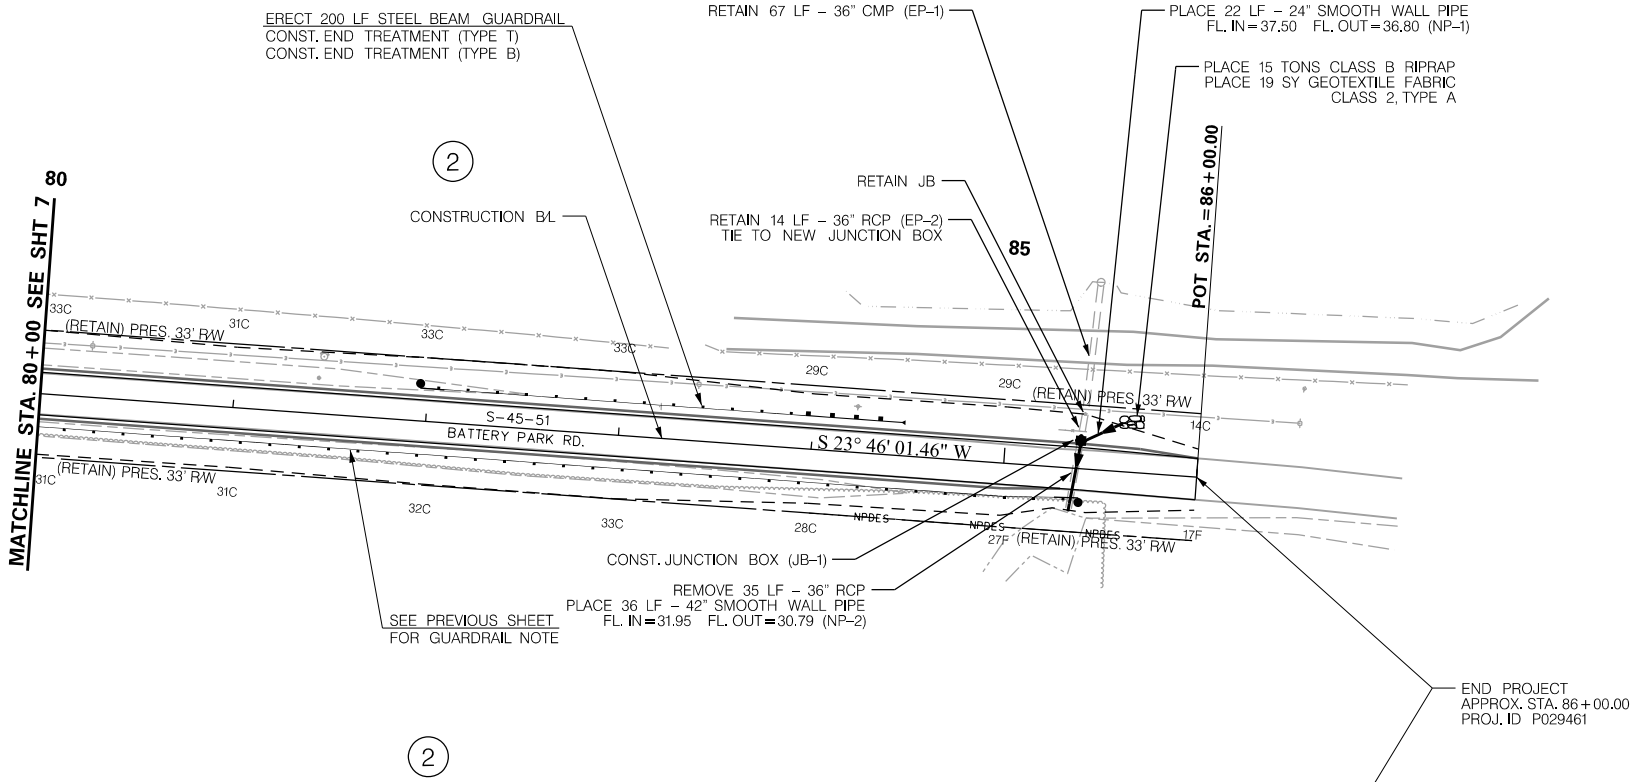 ERECT 200 LF STEEL BEAM GUARDRAIL
CONST. END TREATMENT (TYPE T)
CONST. END TREATMENT (TYPE B)
RETAIN 67 LF – 36" CMP (EP–1)
PLACE 22 LF – 24" SMOOTH WALL PIPE
FL. IN = 37.50 FL. OUT = 36.80 (NP–1)
PLACE 15 TONS CLASS B RIPRAP
PLACE 19 SY GEOTEXTILE FABRIC
CLASS 2, TYPE A
2
80
MATCHLINE STA. 80+00 SEE SHT 7
CONSTRUCTION B/L
RETAIN JB
RETAIN 14 LF – 36" RCP (EP–2)
TIE TO NEW JUNCTION BOX
85
POT STA. = 86+00.00
33C
31C
33C
33C
29C
29C
14C
(RETAIN) PRES. 33' R/W
(RETAIN) PRES. 33' R/W
S–45–51
BATTERY PARK RD.
S 23° 46' 01.46" W
(RETAIN) PRES. 33' R/W
31C
31C
32C
33C
28C
NPDES
NPDES
NPDES
27F
17F
(RETAIN) PRES. 33' R/W
CONST. JUNCTION BOX (JB–1)
REMOVE 35 LF – 36" RCP
PLACE 36 LF – 42" SMOOTH WALL PIPE
FL. IN = 31.95 FL. OUT = 30.79 (NP–2)
SEE PREVIOUS SHEET
FOR GUARDRAIL NOTE
END PROJECT
APPROX. STA. 86+00.00
PROJ. ID P029461
2